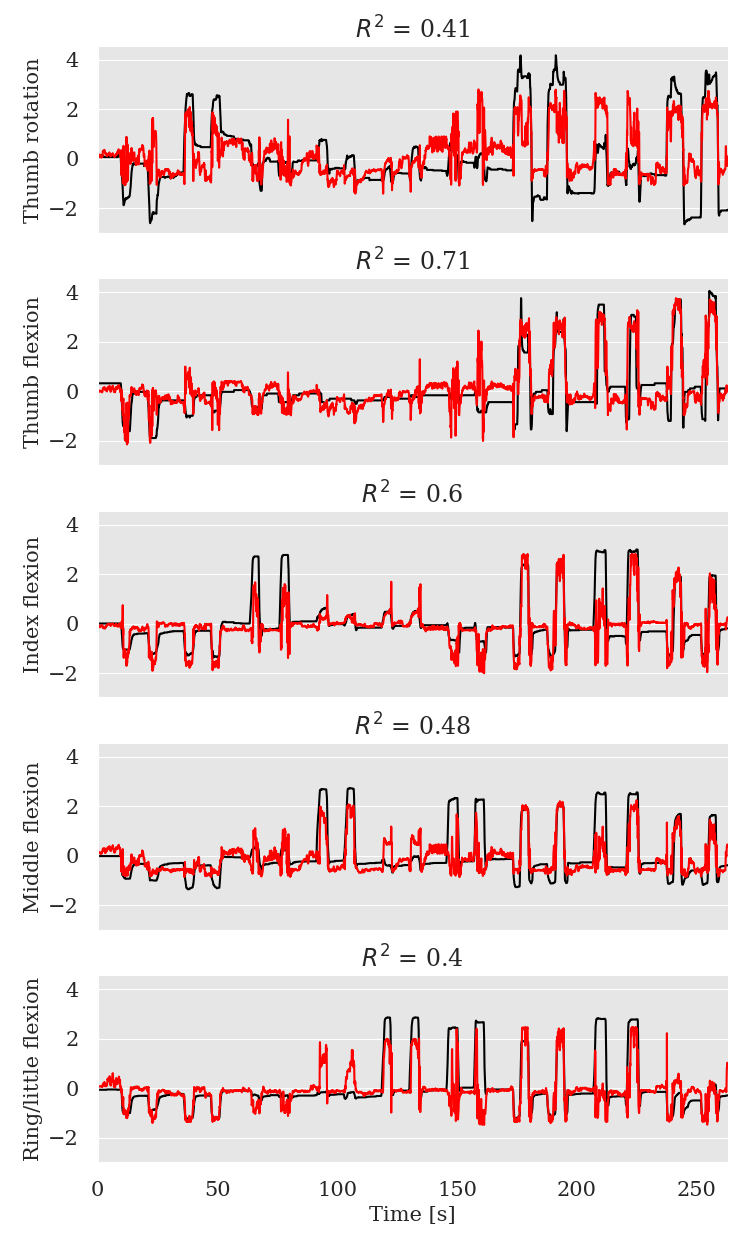 R² = 0.41
Thumb rotation
4
2
0
−2
R² = 0.71
Thumb flexion
4
2
0
−2
R² = 0.6
Index flexion
4
2
0
−2
R² = 0.48
Middle flexion
4
2
0
−2
R² = 0.4
Ring/little flexion
4
2
0
−2
0 50 100 150 200 250
Time [s]